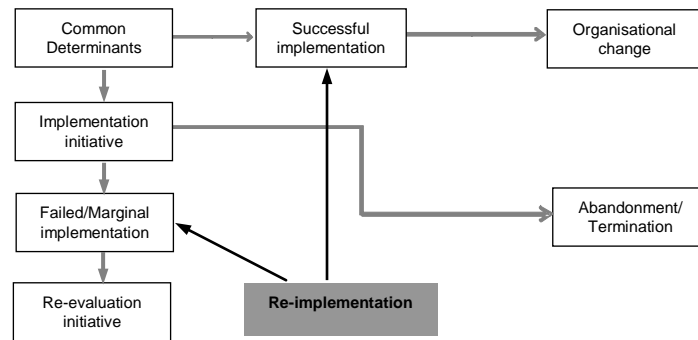 Common
Determinants
Successful
implementation
Organisational
change
Implementation
initiative
Failed/Marginal
implementation
Abandonment/
Termination
Re-evaluation
initiative
Re-implementation